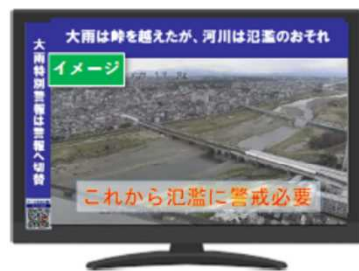 大雨は峠を越えたが、河川は氾濫のおそれ
大雨特別警報は警報へ切替
イメージ
これから氾濫に警戒必要